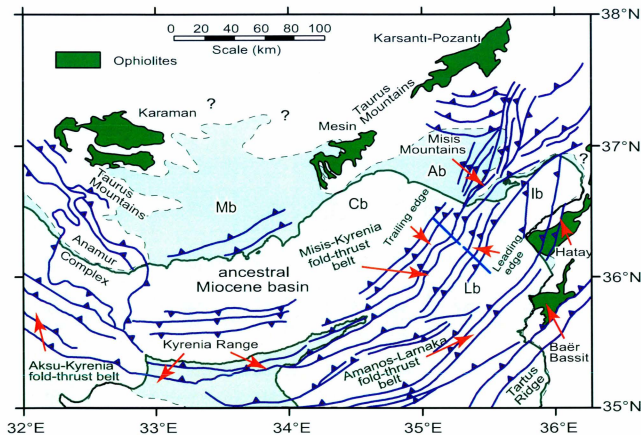 38°N
Karsantı-Pozantı
0 20 40 60 80 100
Scale (km)
Ophiolites
Karaman
?
?
Taurus
Mountains
Mesin
37°N
Misis
Mountains
?
Taurus
Mountains
Ab
Ib
Mb
Cb
Anamur
Complex
Misis-Kyrenia
fold-thrust
belt
Trailing edge
Leading
edge
Hatay
ancestral
Miocene basin
36°N
Lb
Kyrenia Range
Aksu-Kyrenia
fold-thrust belt
Amanos-Larnaka
fold-thrust
belt
Baër
Bassit
Tartus
Ridge
32°E
33°E
34°E
35°E
36°E
35°N